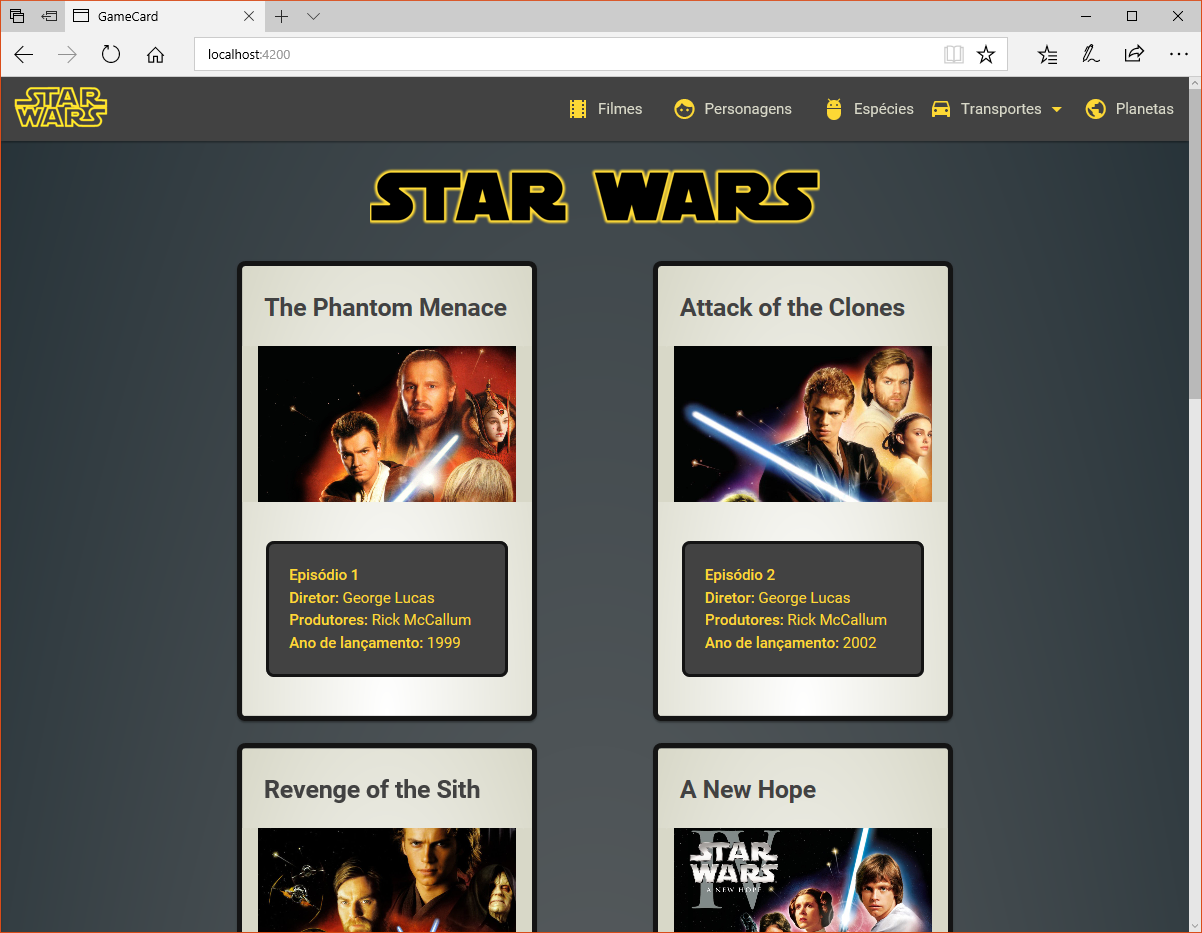 GameCard
localhost:4200
STAR
WARS
Filmes
Personagens
Espécies
Transportes
Planetas
STAR WARS
The Phantom Menace
Attack of the Clones
Episódio 1
Diretor: George Lucas
Produtores: Rick McCallum
Ano de lançamento: 1999
Episódio 2
Diretor: George Lucas
Produtores: Rick McCallum
Ano de lançamento: 2002
Revenge of the Sith
A New Hope
IV
STAR
WARS
A NEW HOPE